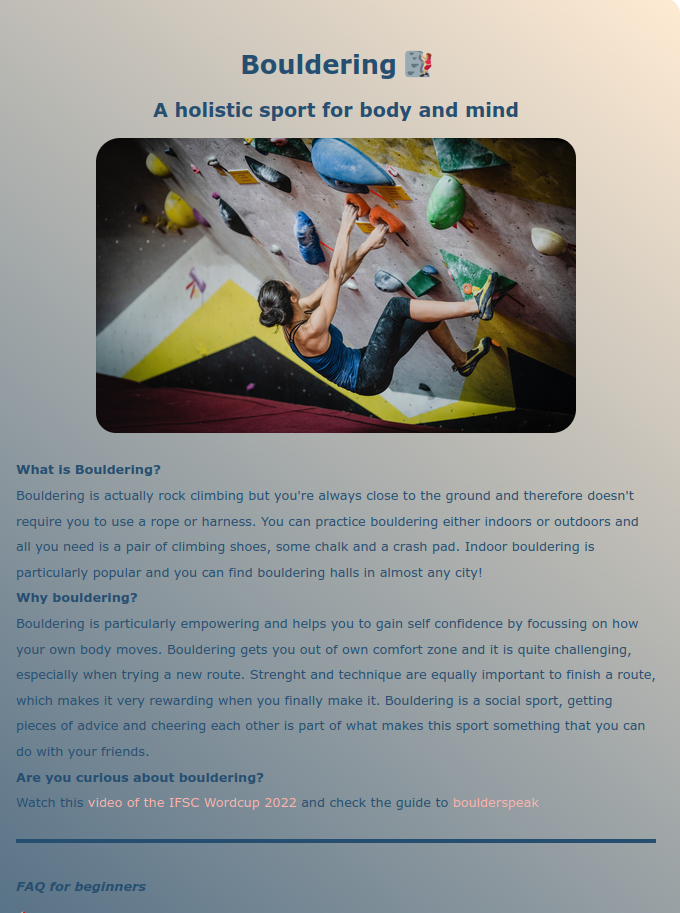 Bouldering 🧗
A holistic sport for body and mind
What is Bouldering?
Bouldering is actually rock climbing but you're always close to the ground and therefore doesn't
require you to use a rope or harness. You can practice bouldering either indoors or outdoors and
all you need is a pair of climbing shoes, some chalk and a crash pad. Indoor bouldering is
particularly popular and you can find bouldering halls in almost any city!
Why bouldering?
Bouldering is particularly empowering and helps you to gain self confidence by focussing on how
your own body moves. Bouldering gets you out of own comfort zone and it is quite challenging,
especially when trying a new route. Strenght and technique are equally important to finish a route,
which makes it very rewarding when you finally make it. Bouldering is a social sport, getting
pieces of advice and cheering each other is part of what makes this sport something that you can
do with your friends.
Are you curious about bouldering?
Watch this video of the IFSC Wordcup 2022 and check the guide to boulderspeak
FAQ for beginners